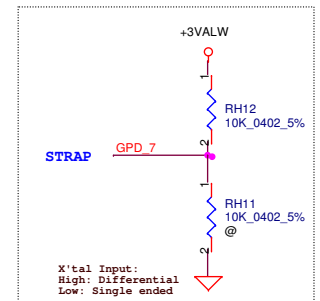 +3VALW
1
RH12
10K_0402_5%
2
STRAP
GPD_7
1
RH11
10K_0402_5%
@
2
X'tal Input:
High: Differential
Low: Single ended